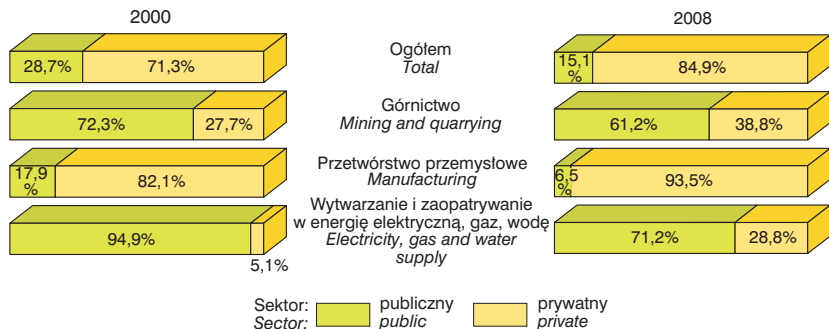 2000
2008
Ogółem
Total
28,7%
71,3%
15,1
%
84,9%
Górnictwo
Mining and quarrying
72,3%
27,7%
61,2%
38,8%
Przetwórstwo przemysłowe
Manufacturing
17,9
%
82,1%
6,5
%
93,5%
Wytwarzanie i zaopatrywanie
w energię elektryczną, gaz, wodę
Electricity, gas and water
supply
94,9%
5,1%
71,2%
28,8%
Sektor: publiczny prywatny
Sector: public private